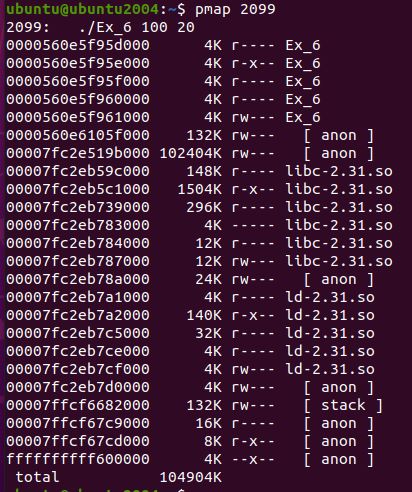 ubuntu@ubuntu2004:~$ pmap 2099
2099:   ./Ex_6 100 20
0000560e5f95d000      4K r---- Ex_6
0000560e5f95e000      4K r-x-- Ex_6
0000560e5f95f000      4K r---- Ex_6
0000560e5f960000      4K r---- Ex_6
0000560e5f961000      4K rw--- Ex_6
0000560e6105f000    132K rw---   [ anon ]
00007fc2e519b000 102404K rw---   [ anon ]
00007fc2eb59c000    148K r---- libc-2.31.so
00007fc2eb5c1000   1504K r-x-- libc-2.31.so
00007fc2eb739000    296K r---- libc-2.31.so
00007fc2eb783000      4K ----- libc-2.31.so
00007fc2eb784000     12K r---- libc-2.31.so
00007fc2eb787000     12K rw--- libc-2.31.so
00007fc2eb78a000     24K rw---   [ anon ]
00007fc2eb7a1000      4K r---- ld-2.31.so
00007fc2eb7a2000    140K r-x-- ld-2.31.so
00007fc2eb7c5000     32K r---- ld-2.31.so
00007fc2eb7ce000      4K r---- ld-2.31.so
00007fc2eb7cf000      4K rw--- ld-2.31.so
00007fc2eb7d0000      4K rw---   [ anon ]
00007ffcf6682000    132K rw---   [ stack ]
00007ffcf67c9000     16K r----   [ anon ]
00007ffcf67cd000      8K r-x--   [ anon ]
ffffffffff600000      4K --x--   [ anon ]
 total           104904K